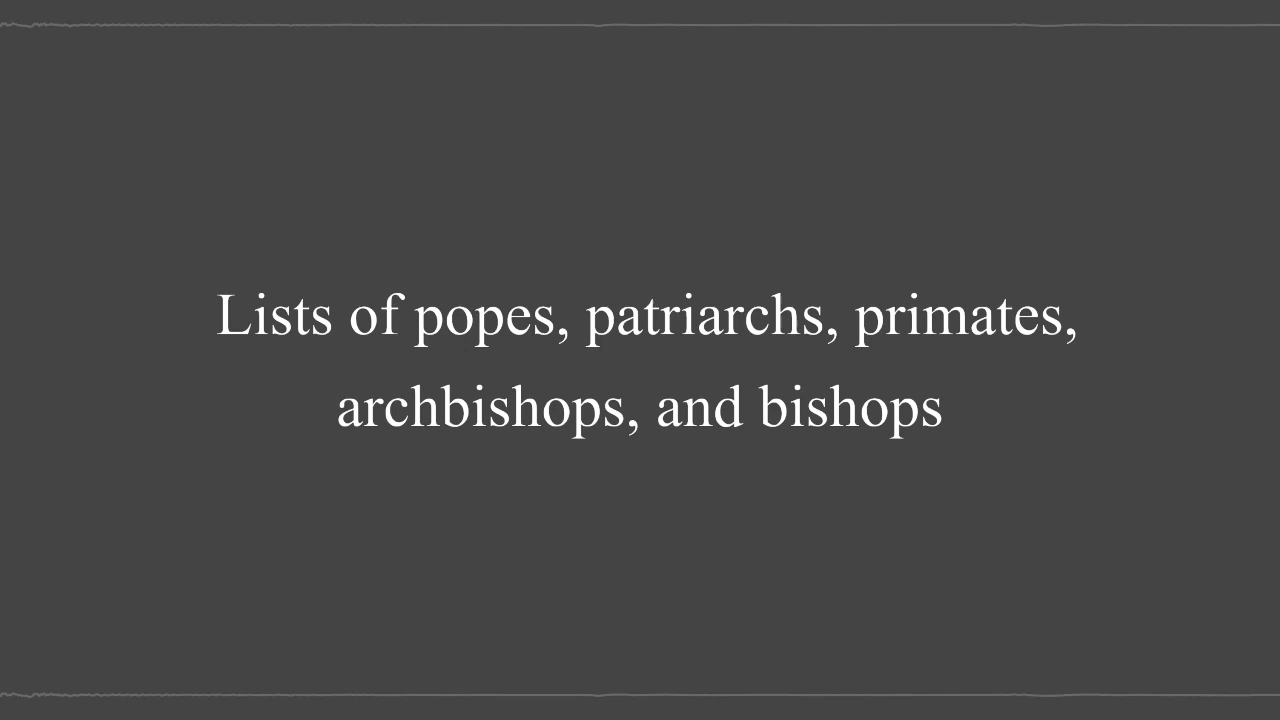 Lists of popes, patriarchs, primates,
archbishops, and bishops